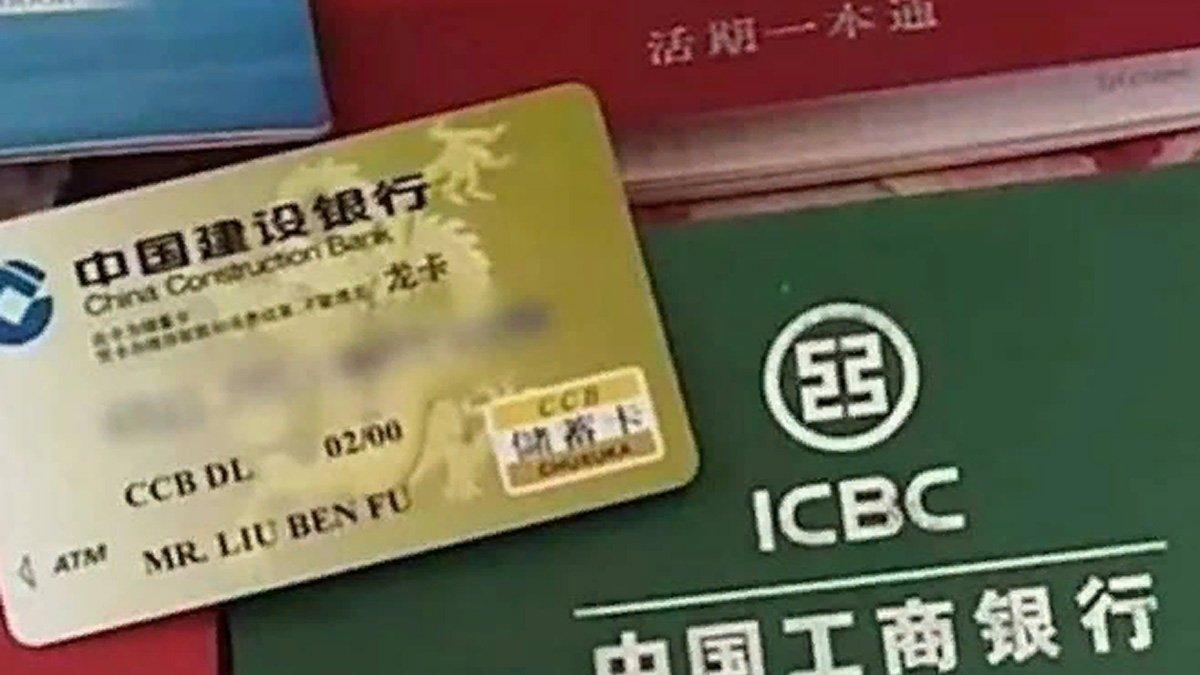 活期一本通
中国建设银行
China Construction Bank
龙卡
CCB
储蓄卡
CHUXUKA
02/00
CCB DL
MR. LIU BEN FU
ATM
ICBC
中国工商银行